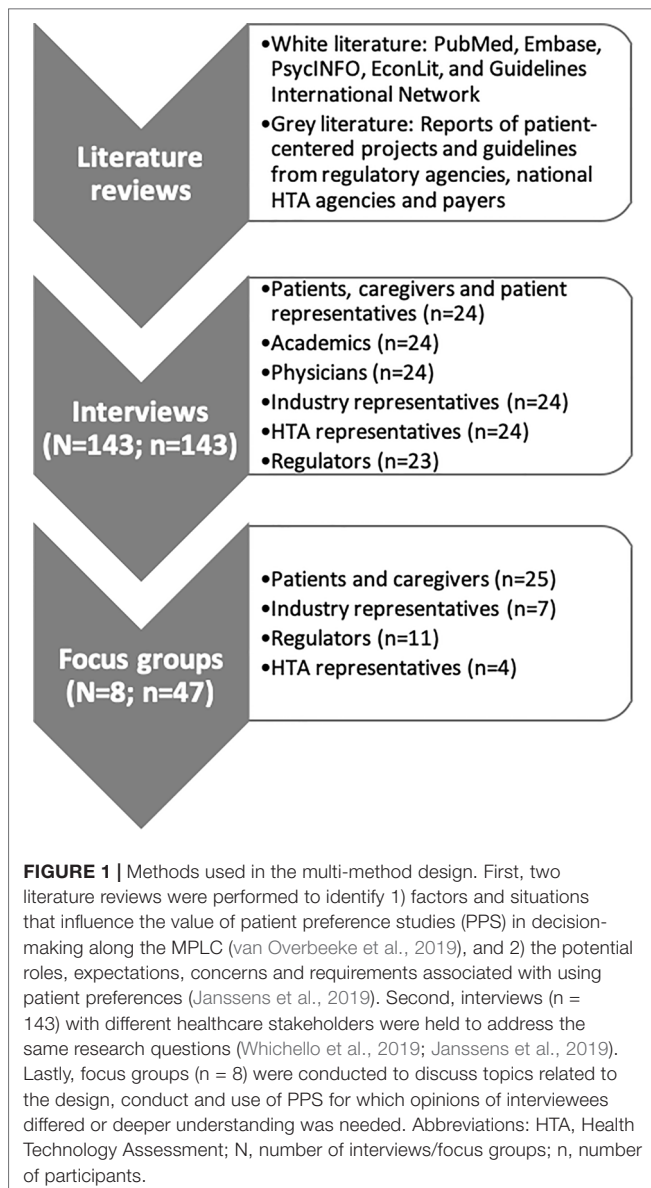 Literature
reviews
•White literature: PubMed, Embase,
PsycINFO, EconLit, and Guidelines
International Network
•Grey literature: Reports of patient-
centered projects and guidelines
from regulatory agencies, national
HTA agencies and payers
Interviews
(N=143; n=143)
•Patients, caregivers and patient
representatives (n=24)
•Academics (n=24)
•Physicians (n=24)
•Industry representatives (n=24)
•HTA representatives (n=24)
•Regulators (n=23)
Focus groups
(N=8; n=47)
•Patients and caregivers (n=25)
•Industry representatives (n=7)
•Regulators (n=11)
•HTA representatives (n=4)
FIGURE 1 | Methods used in the multi-method design. First, two
literature reviews were performed to identify 1) factors and situations
that influence the value of patient preference studies (PPS) in decision-
making along the MPLC (van Overbeeke et al., 2019), and 2) the potential
roles, expectations, concerns and requirements associated with using
patient preferences (Janssens et al., 2019). Second, interviews (n =
143) with different healthcare stakeholders were held to address the
same research questions (Whichello et al., 2019; Janssens et al., 2019).
Lastly, focus groups (n = 8) were conducted to discuss topics related to
the design, conduct and use of PPS for which opinions of interviewees
differed or deeper understanding was needed. Abbreviations: HTA, Health
Technology Assessment; N, number of interviews/focus groups; n, number
of participants.